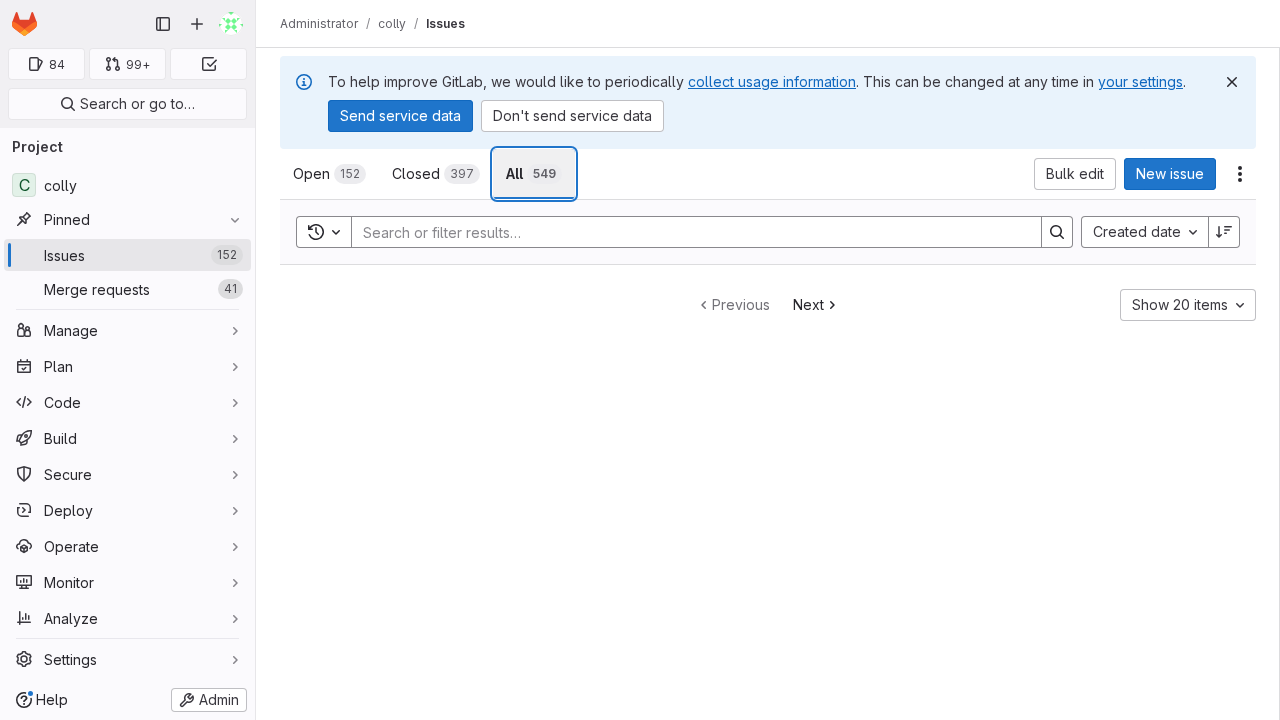 Administrator / colly / Issues
84
99+
Search or go to…
Project
C colly
Pinned
Issues 152
Merge requests 41
Manage
Plan
Code
Build
Secure
Deploy
Operate
Monitor
Analyze
Settings
Help
Admin
To help improve GitLab, we would like to periodically collect usage information. This can be changed at any time in your settings.
Send service data
Don't send service data
Open 152
Closed 397
All 549
Bulk edit
New issue
Search or filter results…
Created date
Previous
Next
Show 20 items